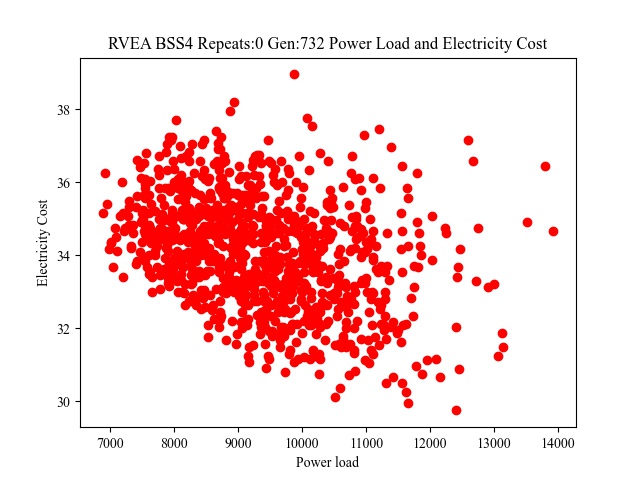 RVEA BSS4 Repeats:0 Gen:732 Power Load and Electricity Cost
38
36
34
32
30
Electricity Cost
7000 8000 9000 10000 11000 12000 13000 14000
Power load